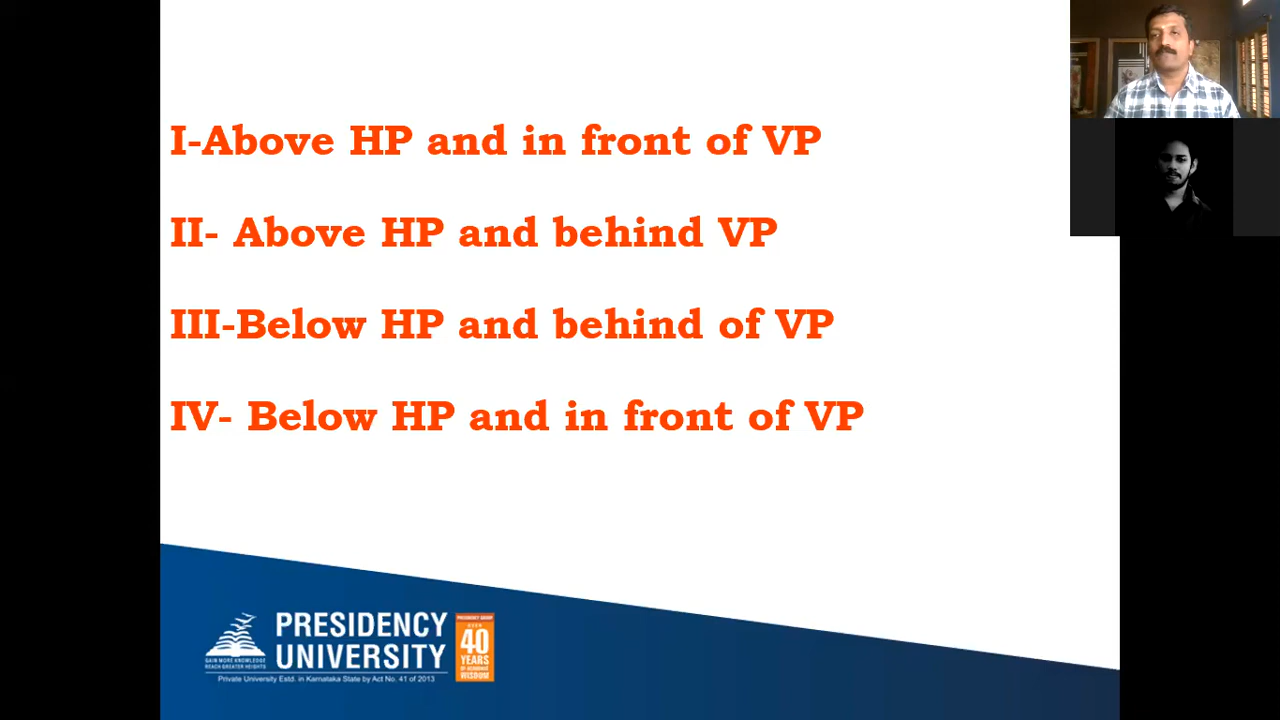 I-Above HP and in front of VP
II- Above HP and behind VP
III-Below HP and behind of VP
IV- Below HP and in front of VP
PRESIDENCY
UNIVERSITY
GAIN MORE KNOWLEDGE
REACH GREATER HEIGHTS
Private University Estd. in Karnataka State by Act No. 41 of 2013
PRESIDENCY GROUP
OVER
40
YEARS
OF ACADEMIC
WISDOM